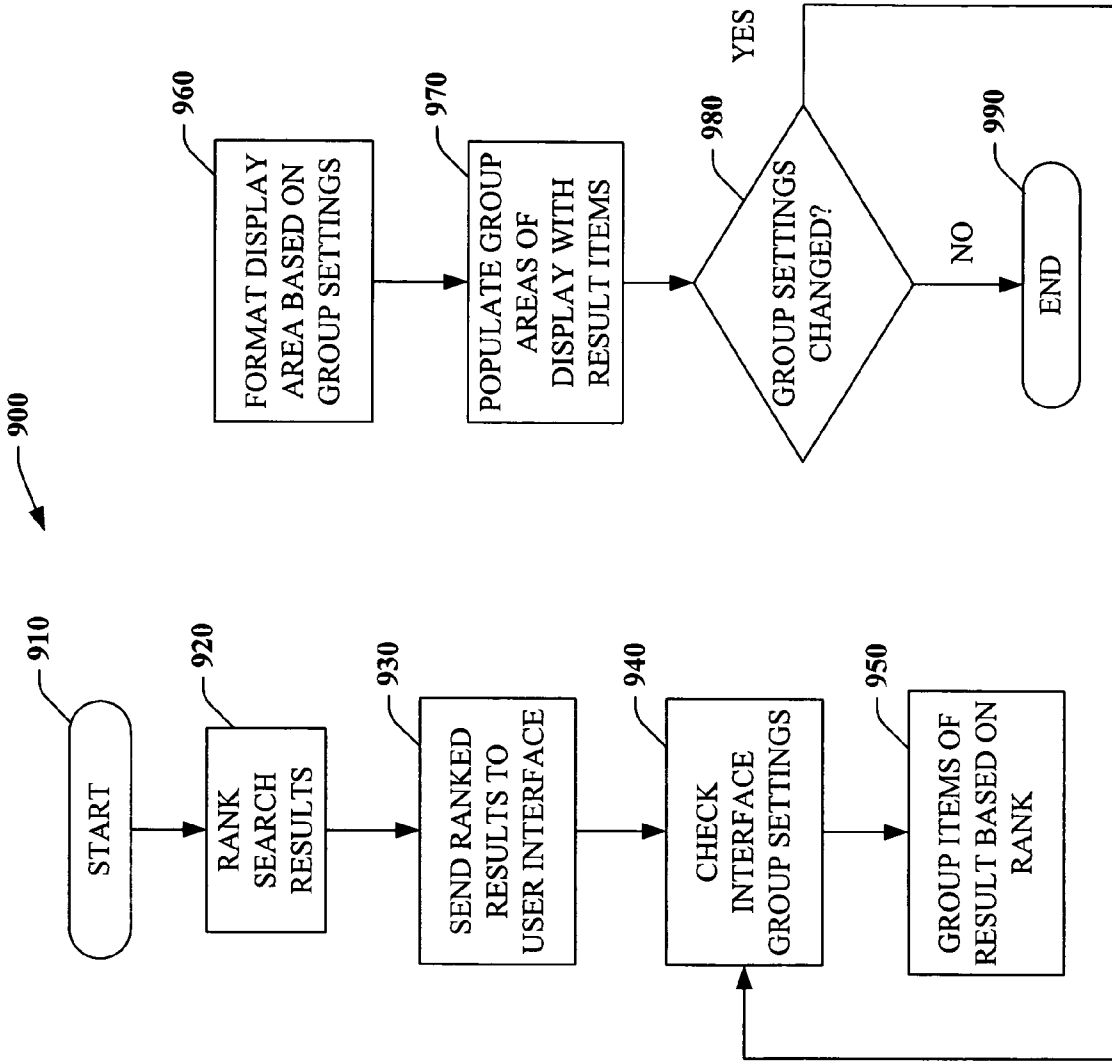 900
910
START
920
RANK
SEARCH
RESULTS
930
SEND RANKED
RESULTS TO
USER INTERFACE
940
CHECK
INTERFACE
GROUP SETTINGS
950
GROUP ITEMS OF
RESULT BASED ON
RANK
960
FORMAT DISPLAY
AREA BASED ON
GROUP SETTINGS
970
POPULATE GROUP
AREAS OF
DISPLAY WITH
RESULT ITEMS
980
GROUP SETTINGS
CHANGED?
YES
NO
990
END